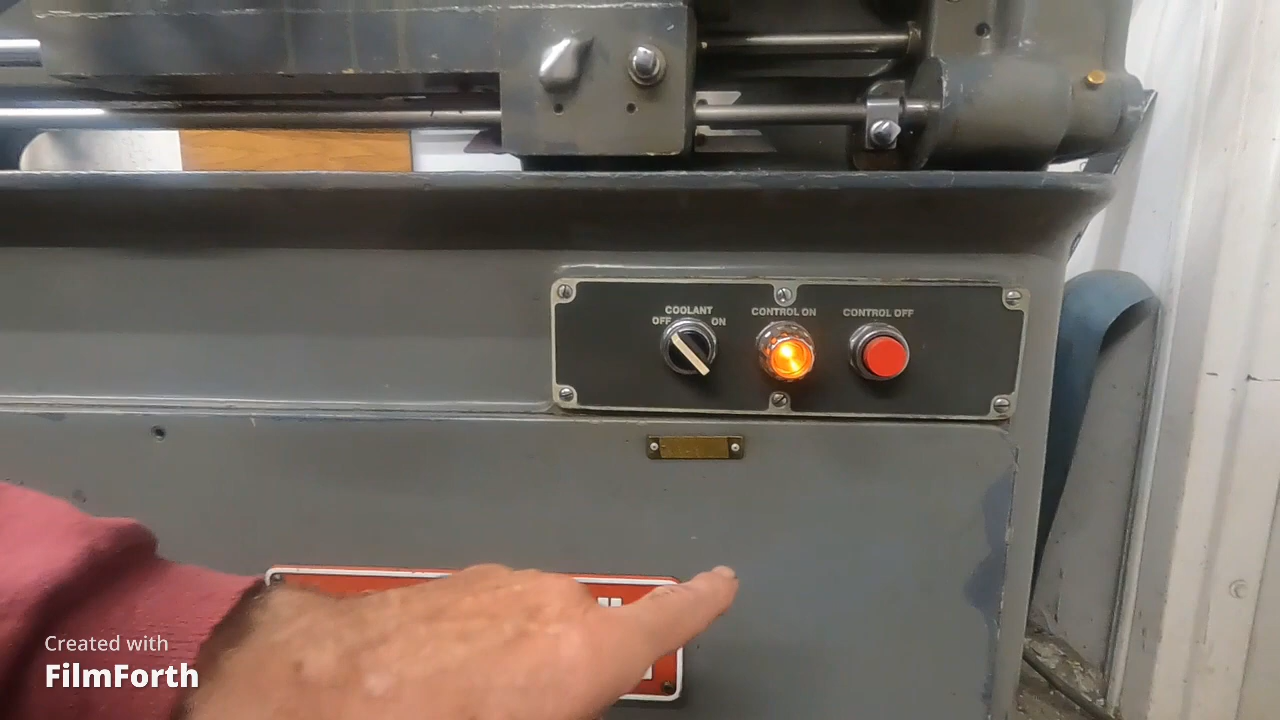 COOLANT
OFF ON
CONTROL ON
CONTROL OFF
Created with
FilmForth